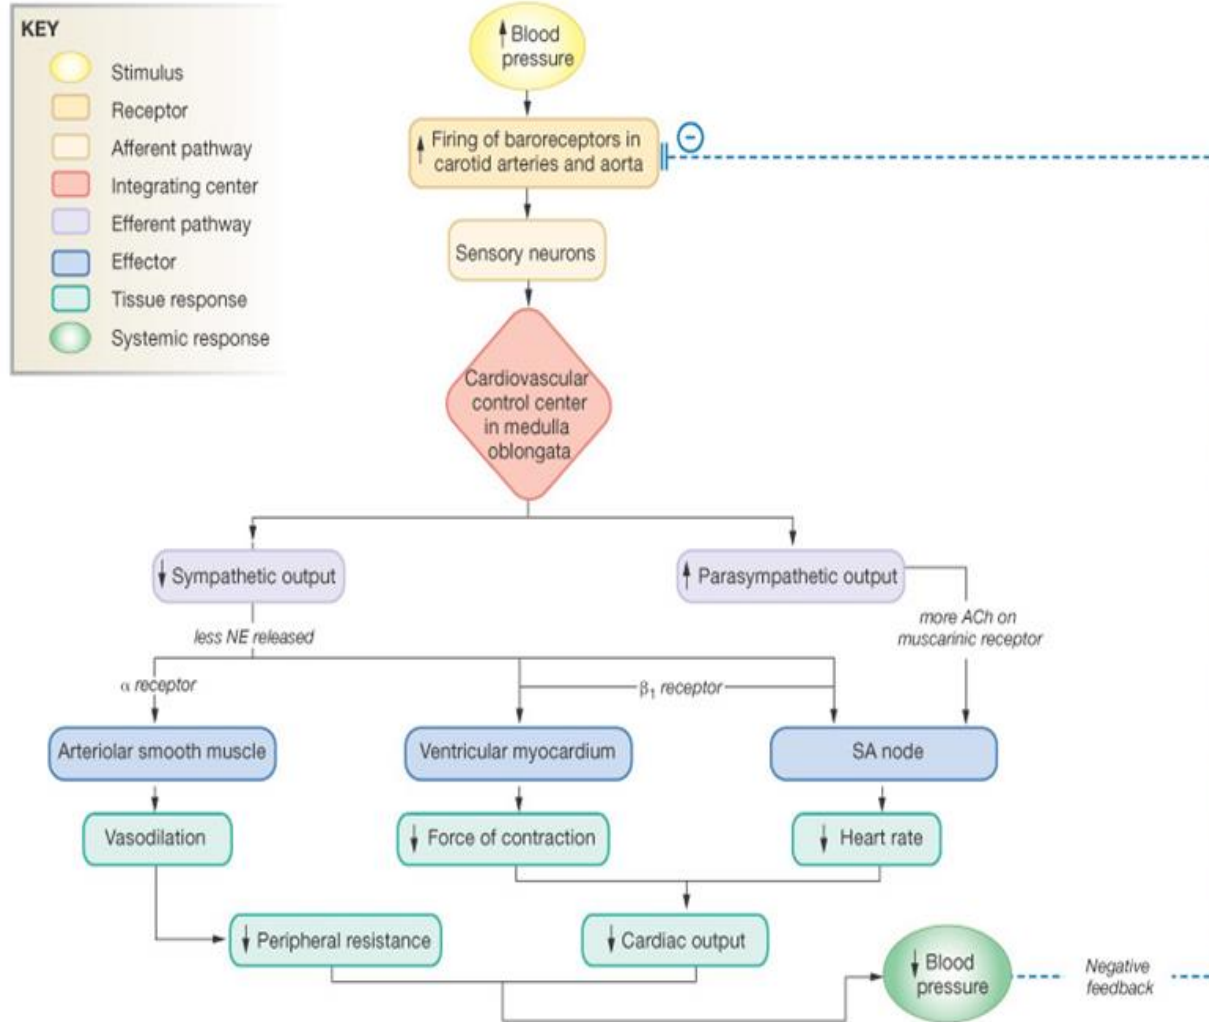 KEY
Stimulus
Receptor
Afferent pathway
Integrating center
Efferent pathway
Effector
Tissue response
Systemic response
↑ Blood
pressure
↑ Firing of baroreceptors in
carotid arteries and aorta
−
Sensory neurons
Cardiovascular
control center
in medulla
oblongata
↓ Sympathetic output
↑ Parasympathetic output
less NE released
more ACh on
muscarinic receptor
α receptor
β₁ receptor
Arteriolar smooth muscle
Ventricular myocardium
SA node
Vasodilation
↓ Force of contraction
↓ Heart rate
↓ Peripheral resistance
↓ Cardiac output
↓ Blood
pressure
Negative
feedback